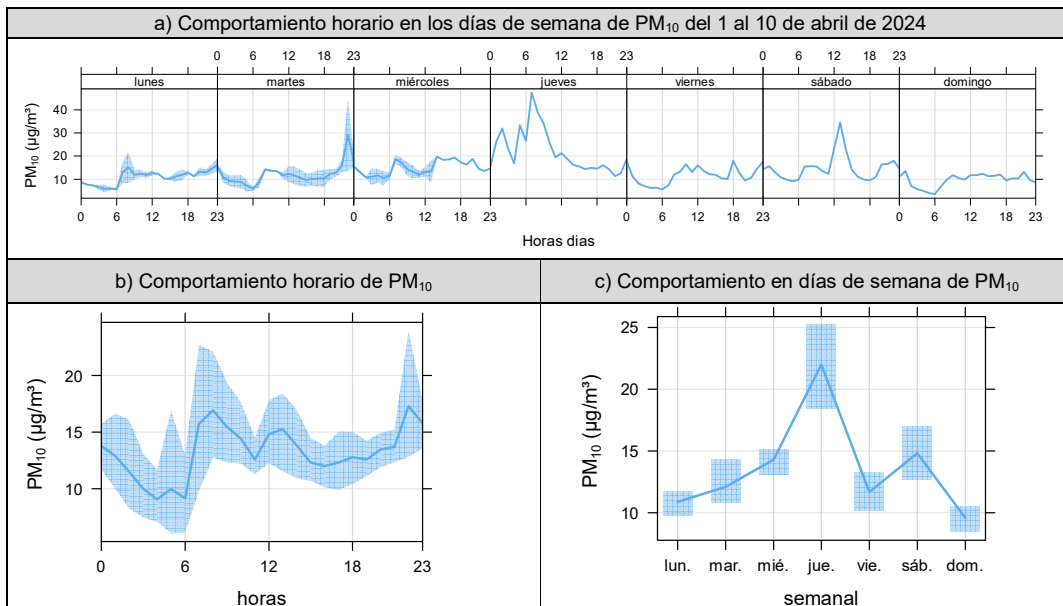 a) Comportamiento horario en los días de semana de PM₁₀ del 1 al 10 de abril de 2024
0 6 12 18 23 0 6 12 18 23 0 6 12 18 23
lunes martes miércoles jueves viernes sábado domingo
PM₁₀ (µg/m³)
40
30
20
10
0 6 12 18 23 0 6 12 18 23 0 6 12 18 23 0 6 12 18 23
Horas dias
b) Comportamiento horario de PM₁₀ c) Comportamiento en días de semana de PM₁₀
PM₁₀ (µg/m³)
20
15
10
0 6 12 18 23
horas
PM₁₀ (µg/m³)
25
20
15
10
lun. mar. mié. jue. vie. sáb. dom.
semanal